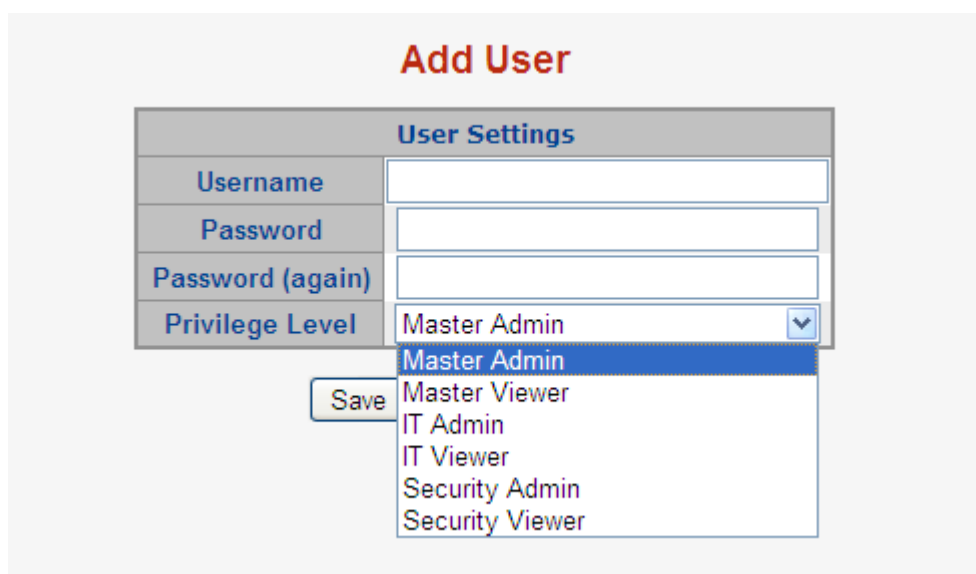 Add User
User Settings
Username
Password
Password (again)
Privilege Level Master Admin
Master Admin
Save Master Viewer
IT Admin
IT Viewer
Security Admin
Security Viewer